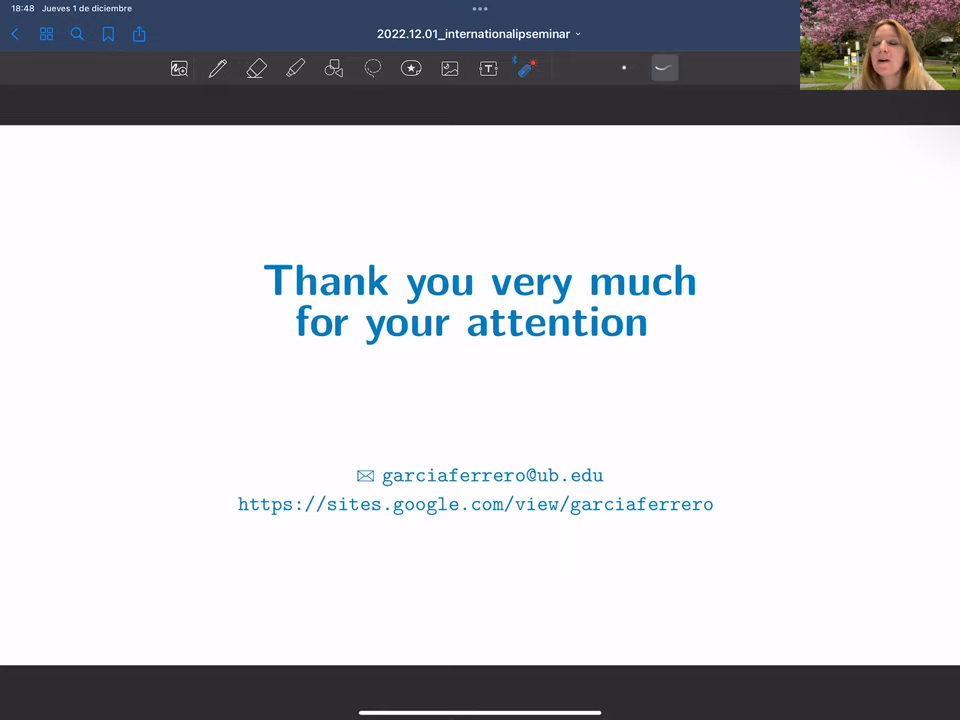 18:48 Jueves 1 de diciembre
2022.12.01_internationalipseminar
T
Thank you very much
for your attention
garciaferrero@ub.edu
https://sites.google.com/view/garciaferrero